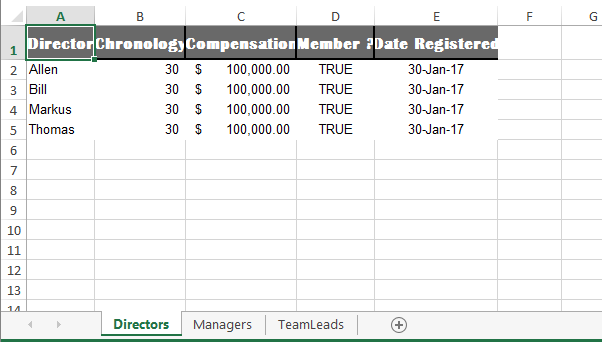 A B C D E F G
1 Director Chronology Compensation Member ? Date Registered
2 Allen 30 $ 100,000.00 TRUE 30-Jan-17
3 Bill 30 $ 100,000.00 TRUE 30-Jan-17
4 Markus 30 $ 100,000.00 TRUE 30-Jan-17
5 Thomas 30 $ 100,000.00 TRUE 30-Jan-17
6
7
8
9
10
11
12
13
14
Directors Managers TeamLeads